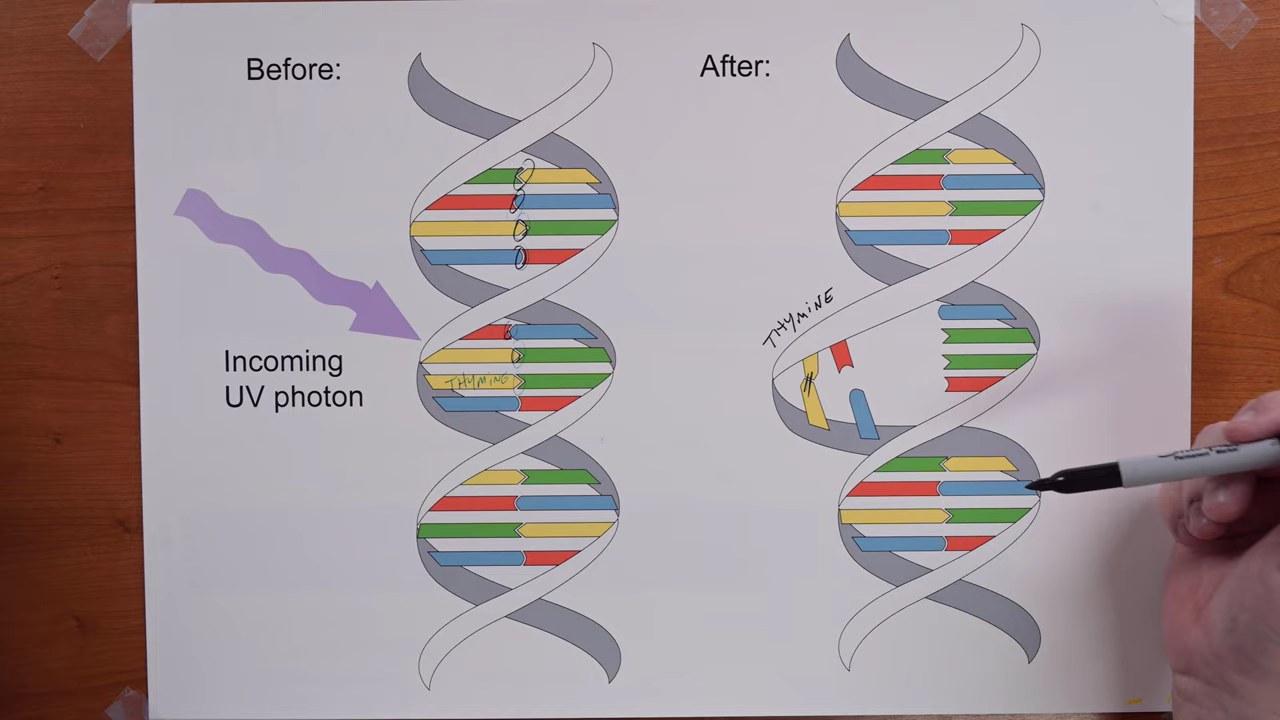 Before:
After:
THYMINE
Incoming
UV photon
THYMINE